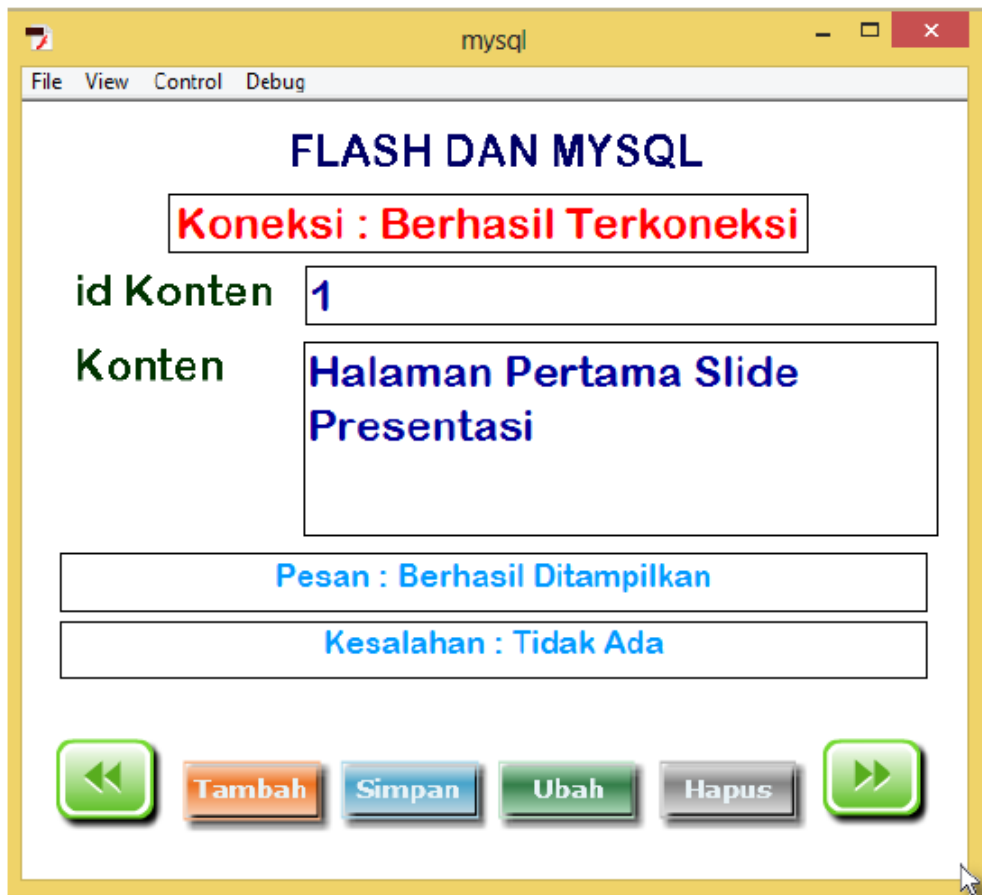 mysql
File View Control Debug
FLASH DAN MYSQL
Koneksi : Berhasil Terkoneksi
id Konten 1
Konten Halaman Pertama Slide
Presentasi
Pesan : Berhasil Ditampilkan
Kesalahan : Tidak Ada
Tambah Simpan Ubah Hapus